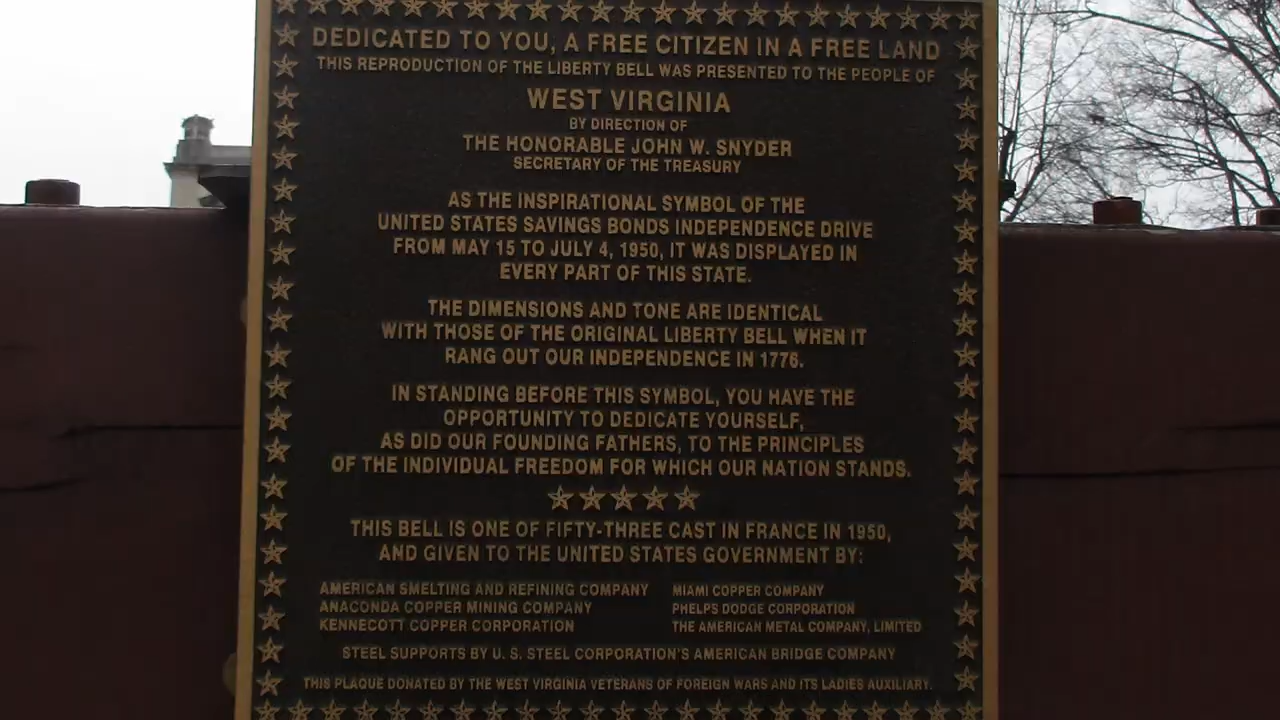 DEDICATED TO YOU, A FREE CITIZEN IN A FREE LAND
THIS REPRODUCTION OF THE LIBERTY BELL WAS PRESENTED TO THE PEOPLE OF
WEST VIRGINIA
BY DIRECTION OF
THE HONORABLE JOHN W. SNYDER
SECRETARY OF THE TREASURY
AS THE INSPIRATIONAL SYMBOL OF THE
UNITED STATES SAVINGS BONDS INDEPENDENCE DRIVE
FROM MAY 15 TO JULY 4, 1950, IT WAS DISPLAYED IN
EVERY PART OF THIS STATE.
THE DIMENSIONS AND TONE ARE IDENTICAL
WITH THOSE OF THE ORIGINAL LIBERTY BELL WHEN IT
RANG OUT OUR INDEPENDENCE IN 1776.
IN STANDING BEFORE THIS SYMBOL, YOU HAVE THE
OPPORTUNITY TO DEDICATE YOURSELF,
AS DID OUR FOUNDING FATHERS, TO THE PRINCIPLES
OF THE INDIVIDUAL FREEDOM FOR WHICH OUR NATION STANDS.
THIS BELL IS ONE OF FIFTY-THREE CAST IN FRANCE IN 1950,
AND GIVEN TO THE UNITED STATES GOVERNMENT BY:
AMERICAN SMELTING AND REFINING COMPANY
ANACONDA COPPER MINING COMPANY
KENNECOTT COPPER CORPORATION
MIAMI COPPER COMPANY
PHELPS DODGE CORPORATION
THE AMERICAN METAL COMPANY, LIMITED
STEEL SUPPORTS BY U. S. STEEL CORPORATION'S AMERICAN BRIDGE COMPANY
THIS PLAQUE DONATED BY THE WEST VIRGINIA VETERANS OF FOREIGN WARS AND ITS LADIES AUXILIARY.